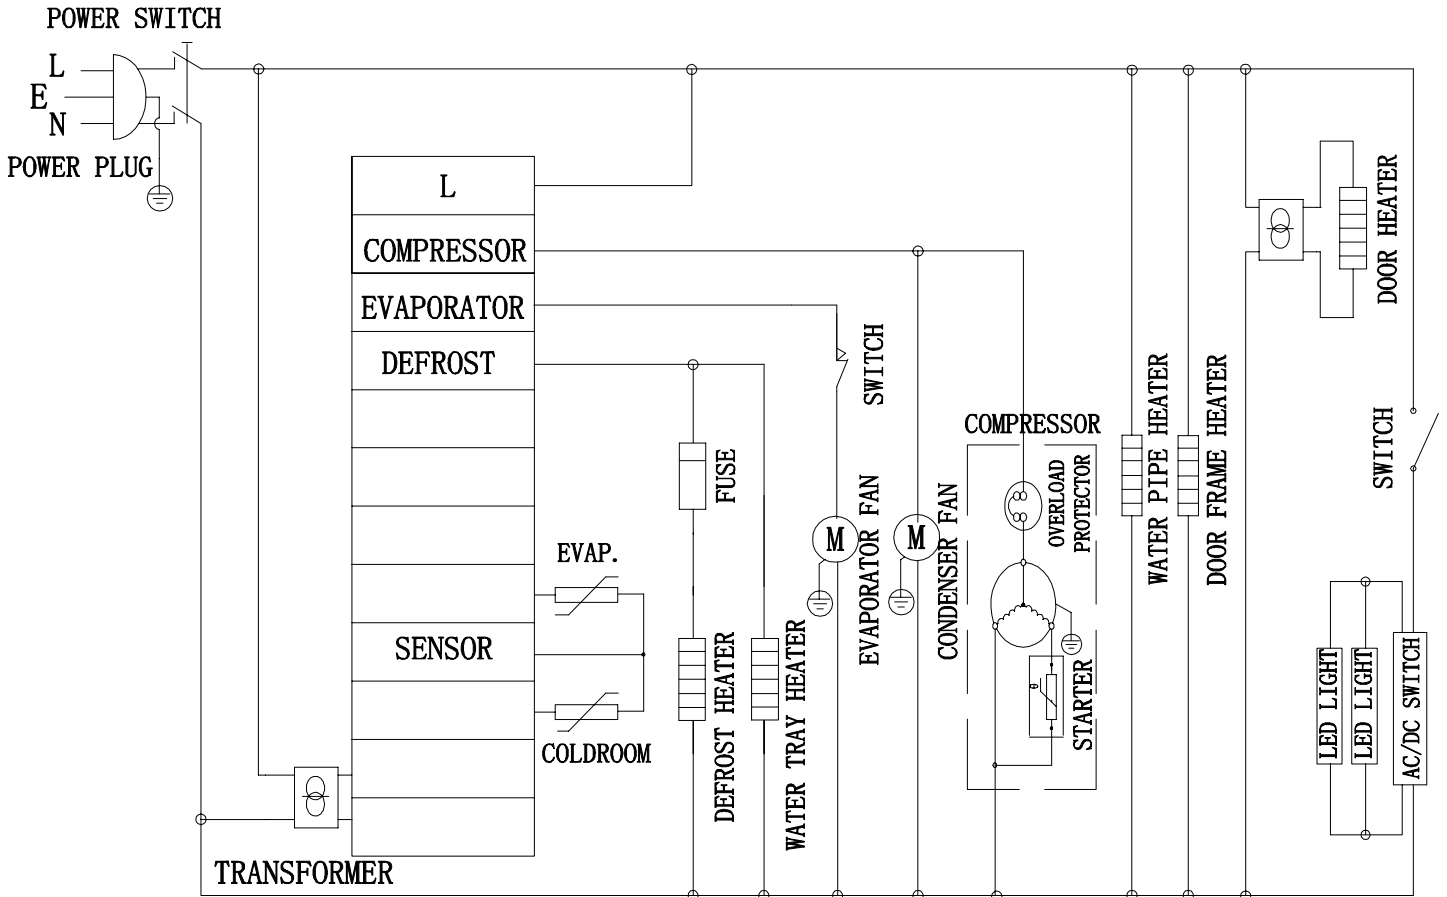 POWER SWITCH
L
E
N
POWER PLUG
L
COMPRESSOR
EVAPORATOR
DEFROST
SENSOR
TRANSFORMER
EVAP.
COLDROOM
FUSE
DEFROST HEATER
WATER TRAY HEATER
SWITCH
M
EVAPORATOR FAN
M
CONDENSER FAN
COMPRESSOR
OVERLOAD
PROTECTOR
θ
STARTER
WATER PIPE HEATER
DOOR FRAME HEATER
DOOR HEATER
SWITCH
LED LIGHT
LED LIGHT
AC/DC SWITCH